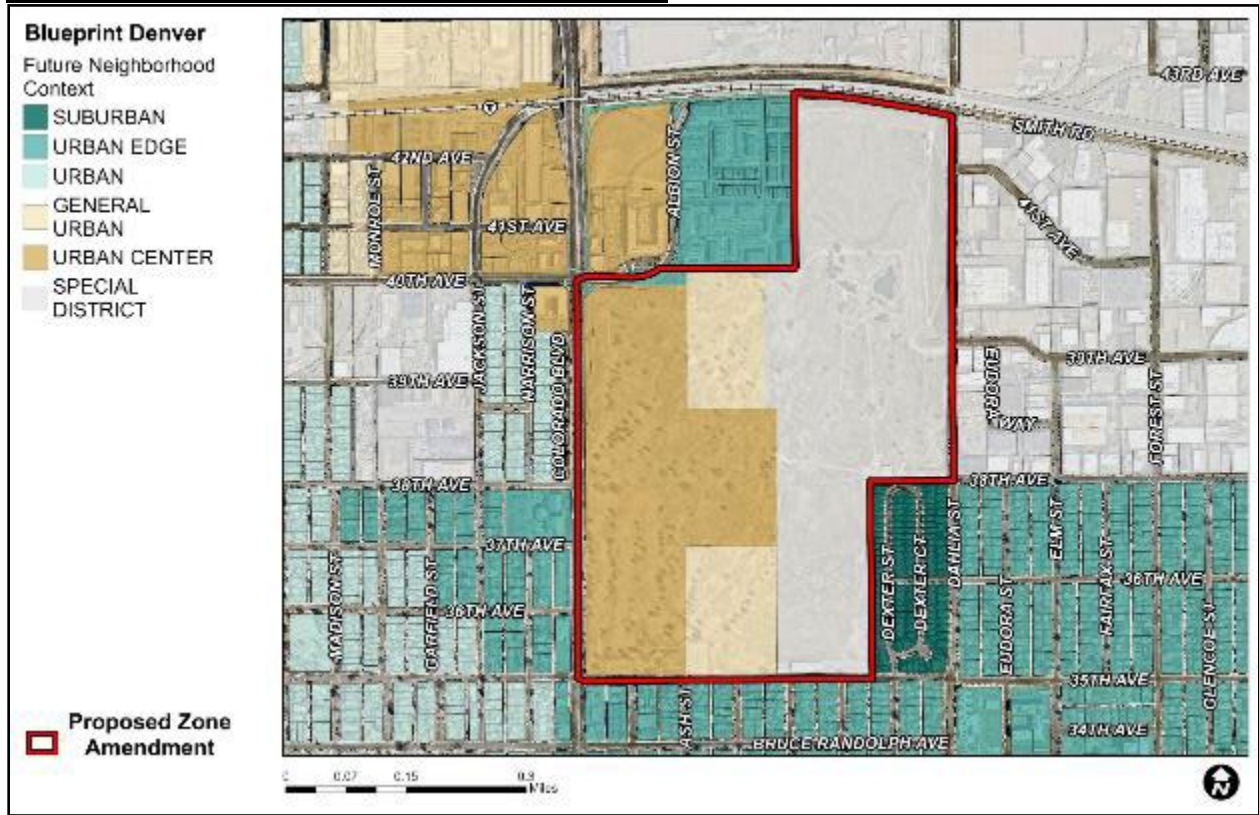 Blueprint Denver
Future Neighborhood
Context
SUBURBAN
URBAN EDGE
URBAN
GENERAL
URBAN
URBAN CENTER
SPECIAL
DISTRICT
Proposed Zone
Amendment
43RD AVE
SMITH RD
T
42ND AVE
MONROE ST
ALBION ST
41ST AVE
41ST AVE
40TH AVE
JACKSON ST
HARRISON ST
COLORADO BLVD
39TH AVE
39TH AVE
EUDORA
WAY
FOREST ST
38TH AVE
38TH AVE
37TH AVE
36TH AVE
36TH AVE
MADISON ST
GARFIELD ST
DEXTER ST
DEXTER CT
DAHLIA ST
EUDORA ST
ELM ST
FAIRFAX ST
GLENCOE ST
35TH AVE
ASH ST
34TH AVE
BRUCE RANDOLPH AVE
0.07 0.15 0.3
Miles
N